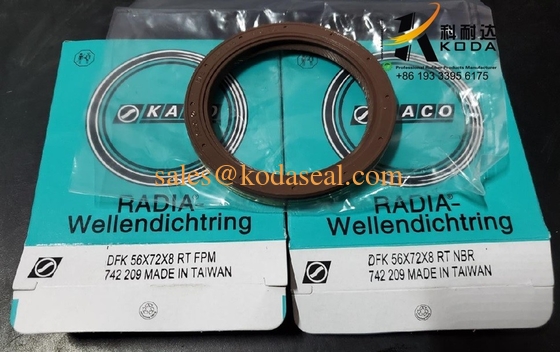 科耐达
KODA
Professional Rubber Products Manufacturer
+86 193 3395 6175
KACO
ACO
sales@kodaseal.com
RADIA®
Wellendichtring
DFK 56X72X8 RT FPM
742 209 MADE IN TAIWAN
RADIA®
Wellendichtring
DFK 56X72X8 RT NBR
742 209 MADE IN TAIWAN